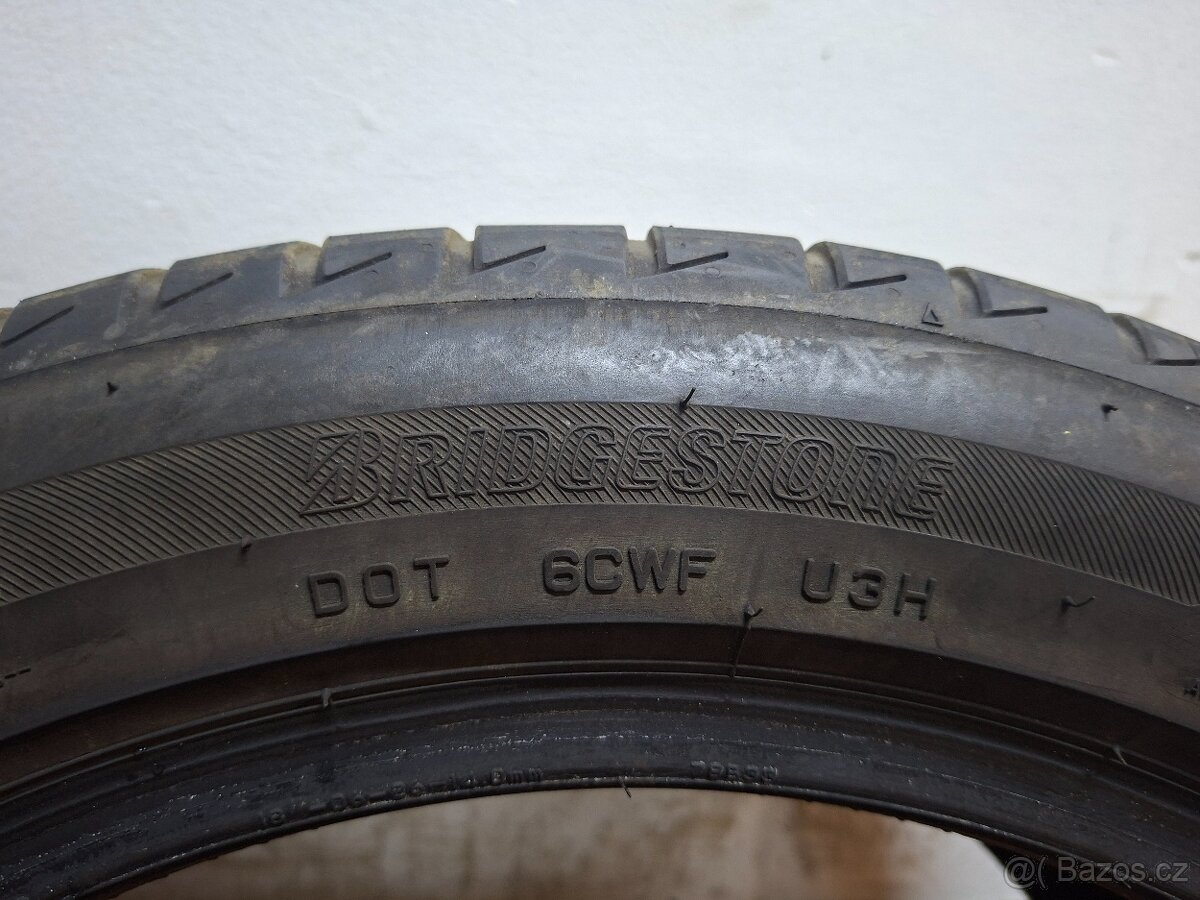 BRIDGESTONE
DOT 6CWF U3H
@( Bazos.cz